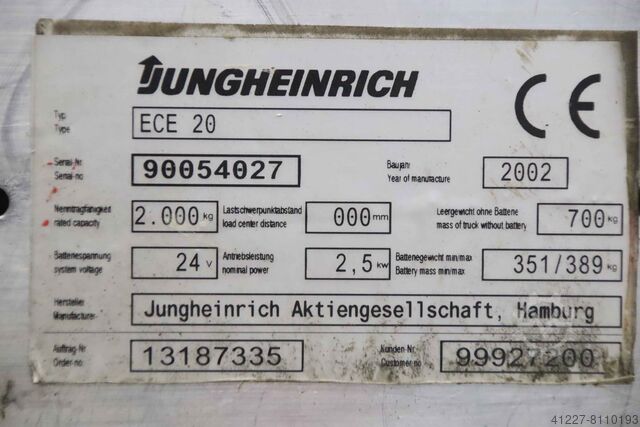 JUNGHEINRICH
CE
Typ
Type
ECE 20
Serial-Nr.
Serial-no
90054027
Baujahr
Year of manufacture
2002
Nenntragfähigkeit
rated capacity
2.000 kg
Lastschwerpunktabstand
load center distance
000 mm
Leergewicht ohne Batterie
mass of truck without battery
700 kg
Batteriespannung
system voltage
24 V
Antriebsleistung
nominal power
2,5 kW
Batteriegewicht min/max
Battery mass min/max
351/389 kg
Hersteller
Manufacturer
Jungheinrich Aktiengesellschaft, Hamburg
Auftrag-Nr
Order-no
13187335
Kunden-Nr
Customer-no
99927200
41227-8110193